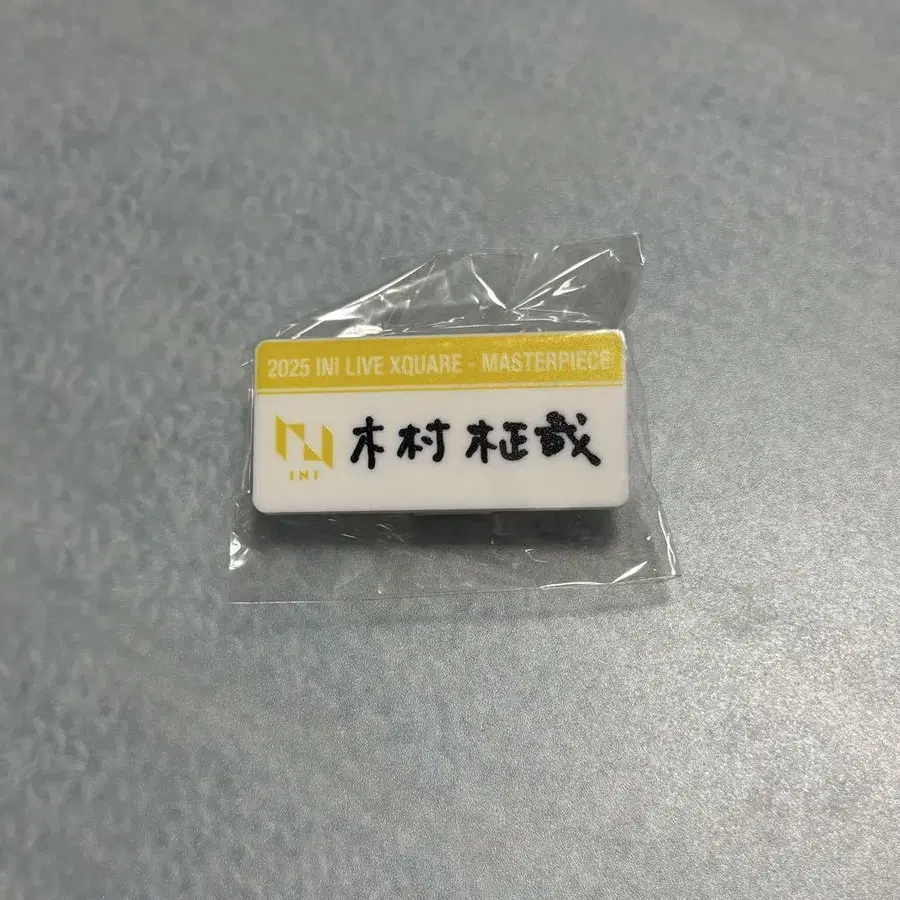 2025 INI LIVE XQUARE - MASTERPIECE
INI
木村 柾哉